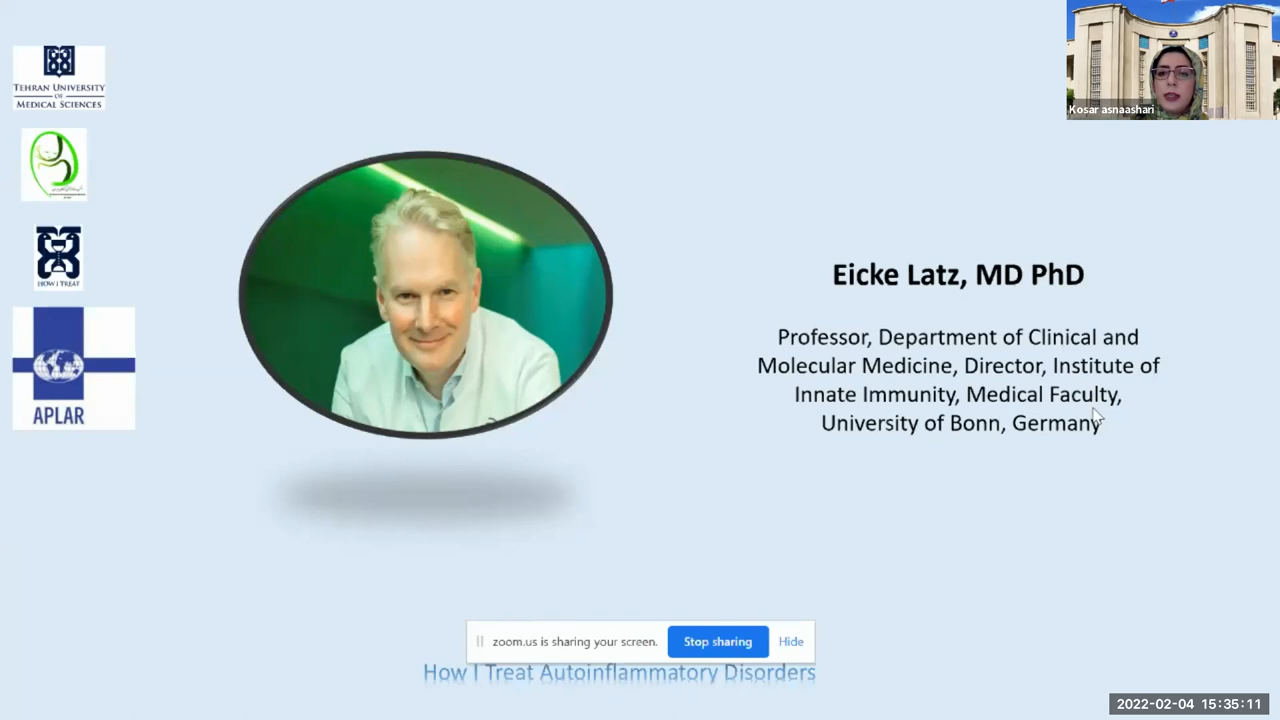 TEHRAN UNIVERSITY
OF
MEDICAL SCIENCES
HOW I TREAT
APLAR
Kosar asnaashari
Eicke Latz, MD PhD
Professor, Department of Clinical and
Molecular Medicine, Director, Institute of
Innate Immunity, Medical Faculty,
University of Bonn, Germany
zoom.us is sharing your screen.
Stop sharing
Hide
How I Treat Autoinflammatory Disorders
2022-02-04 15:35:11